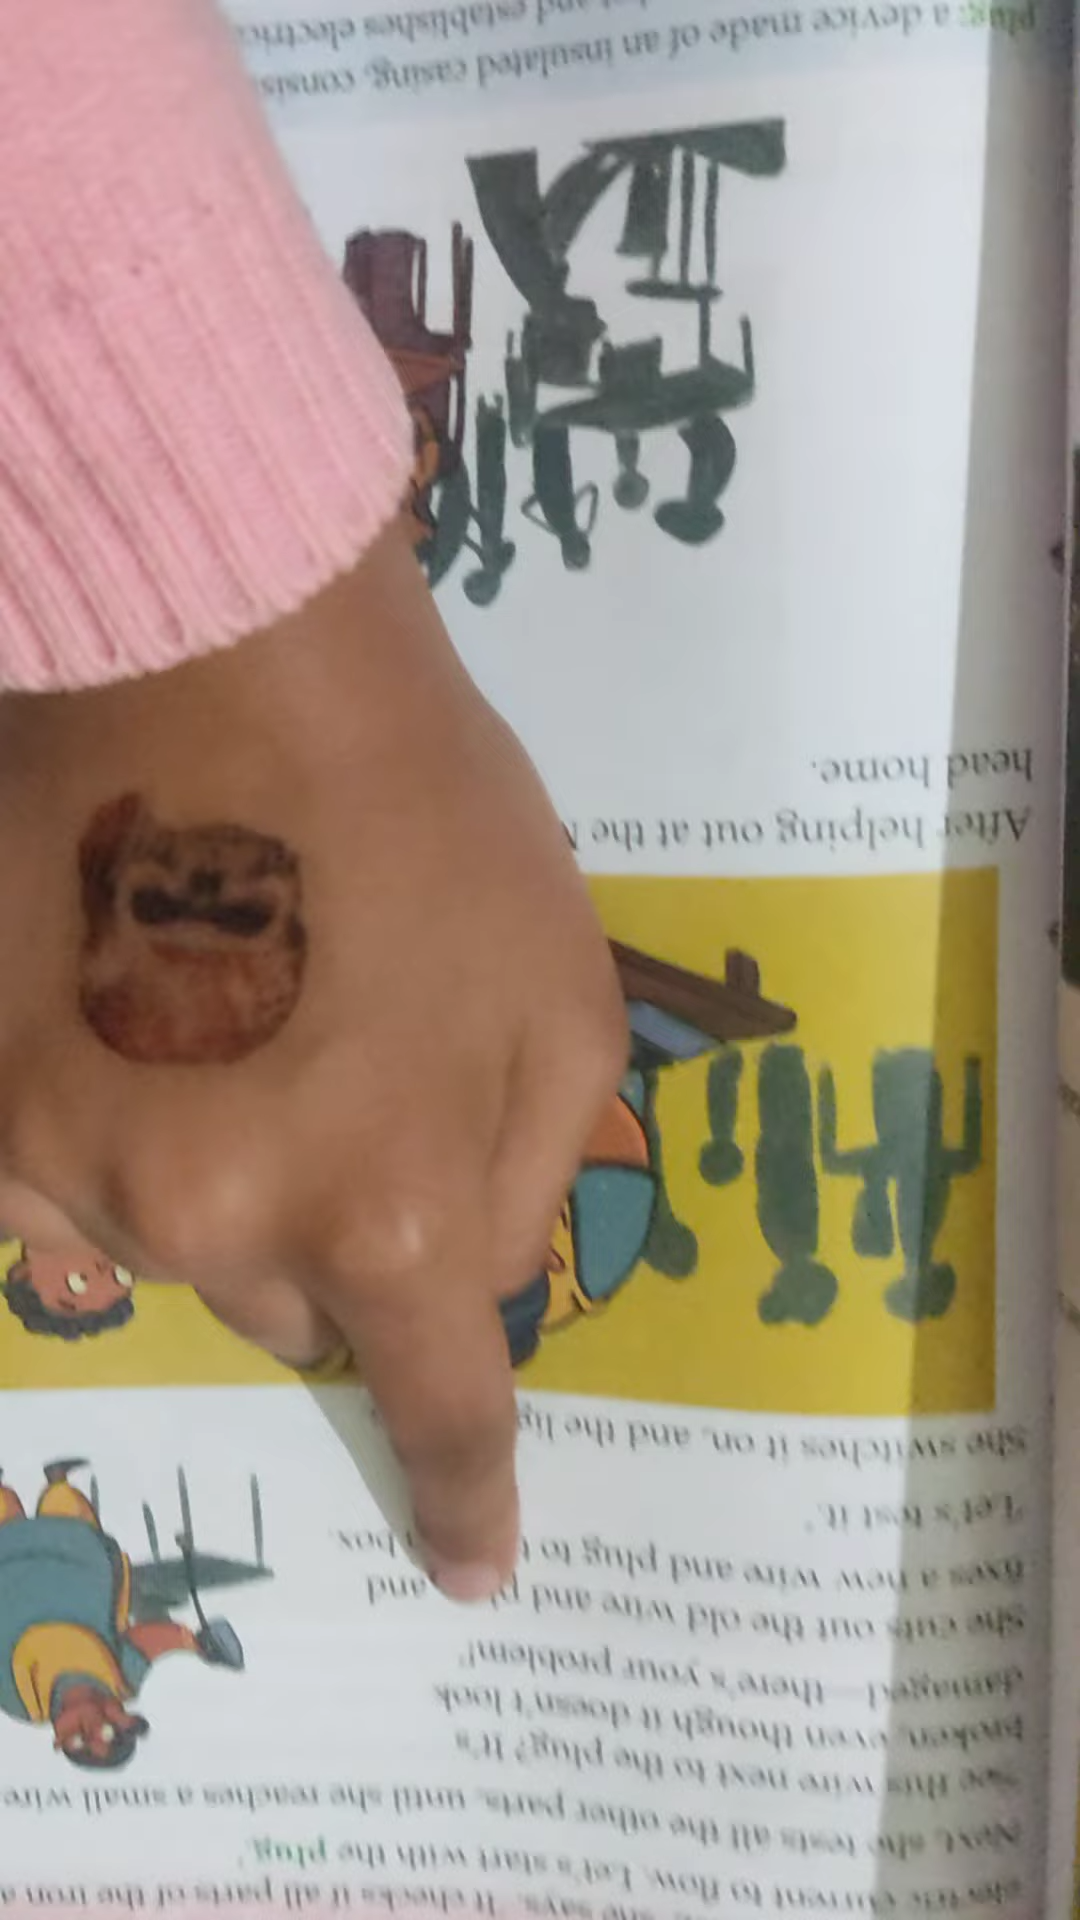 she says. 'It checks if all parts of the iron a
electric current to flow. Let's start with the plug.'
Next, she tests all the other parts, until she reaches a small wire
'See this wire next to the plug? It's
broken, even though it doesn't look
damaged—there's your problem!'
She cuts out the old wire and and
fixes a new wire and plug to box.
'Let's test it.'
She switches it on, and the lig
After helping out at the
head home.
plug: a device made of an insulated casing, consis
and establishes electric